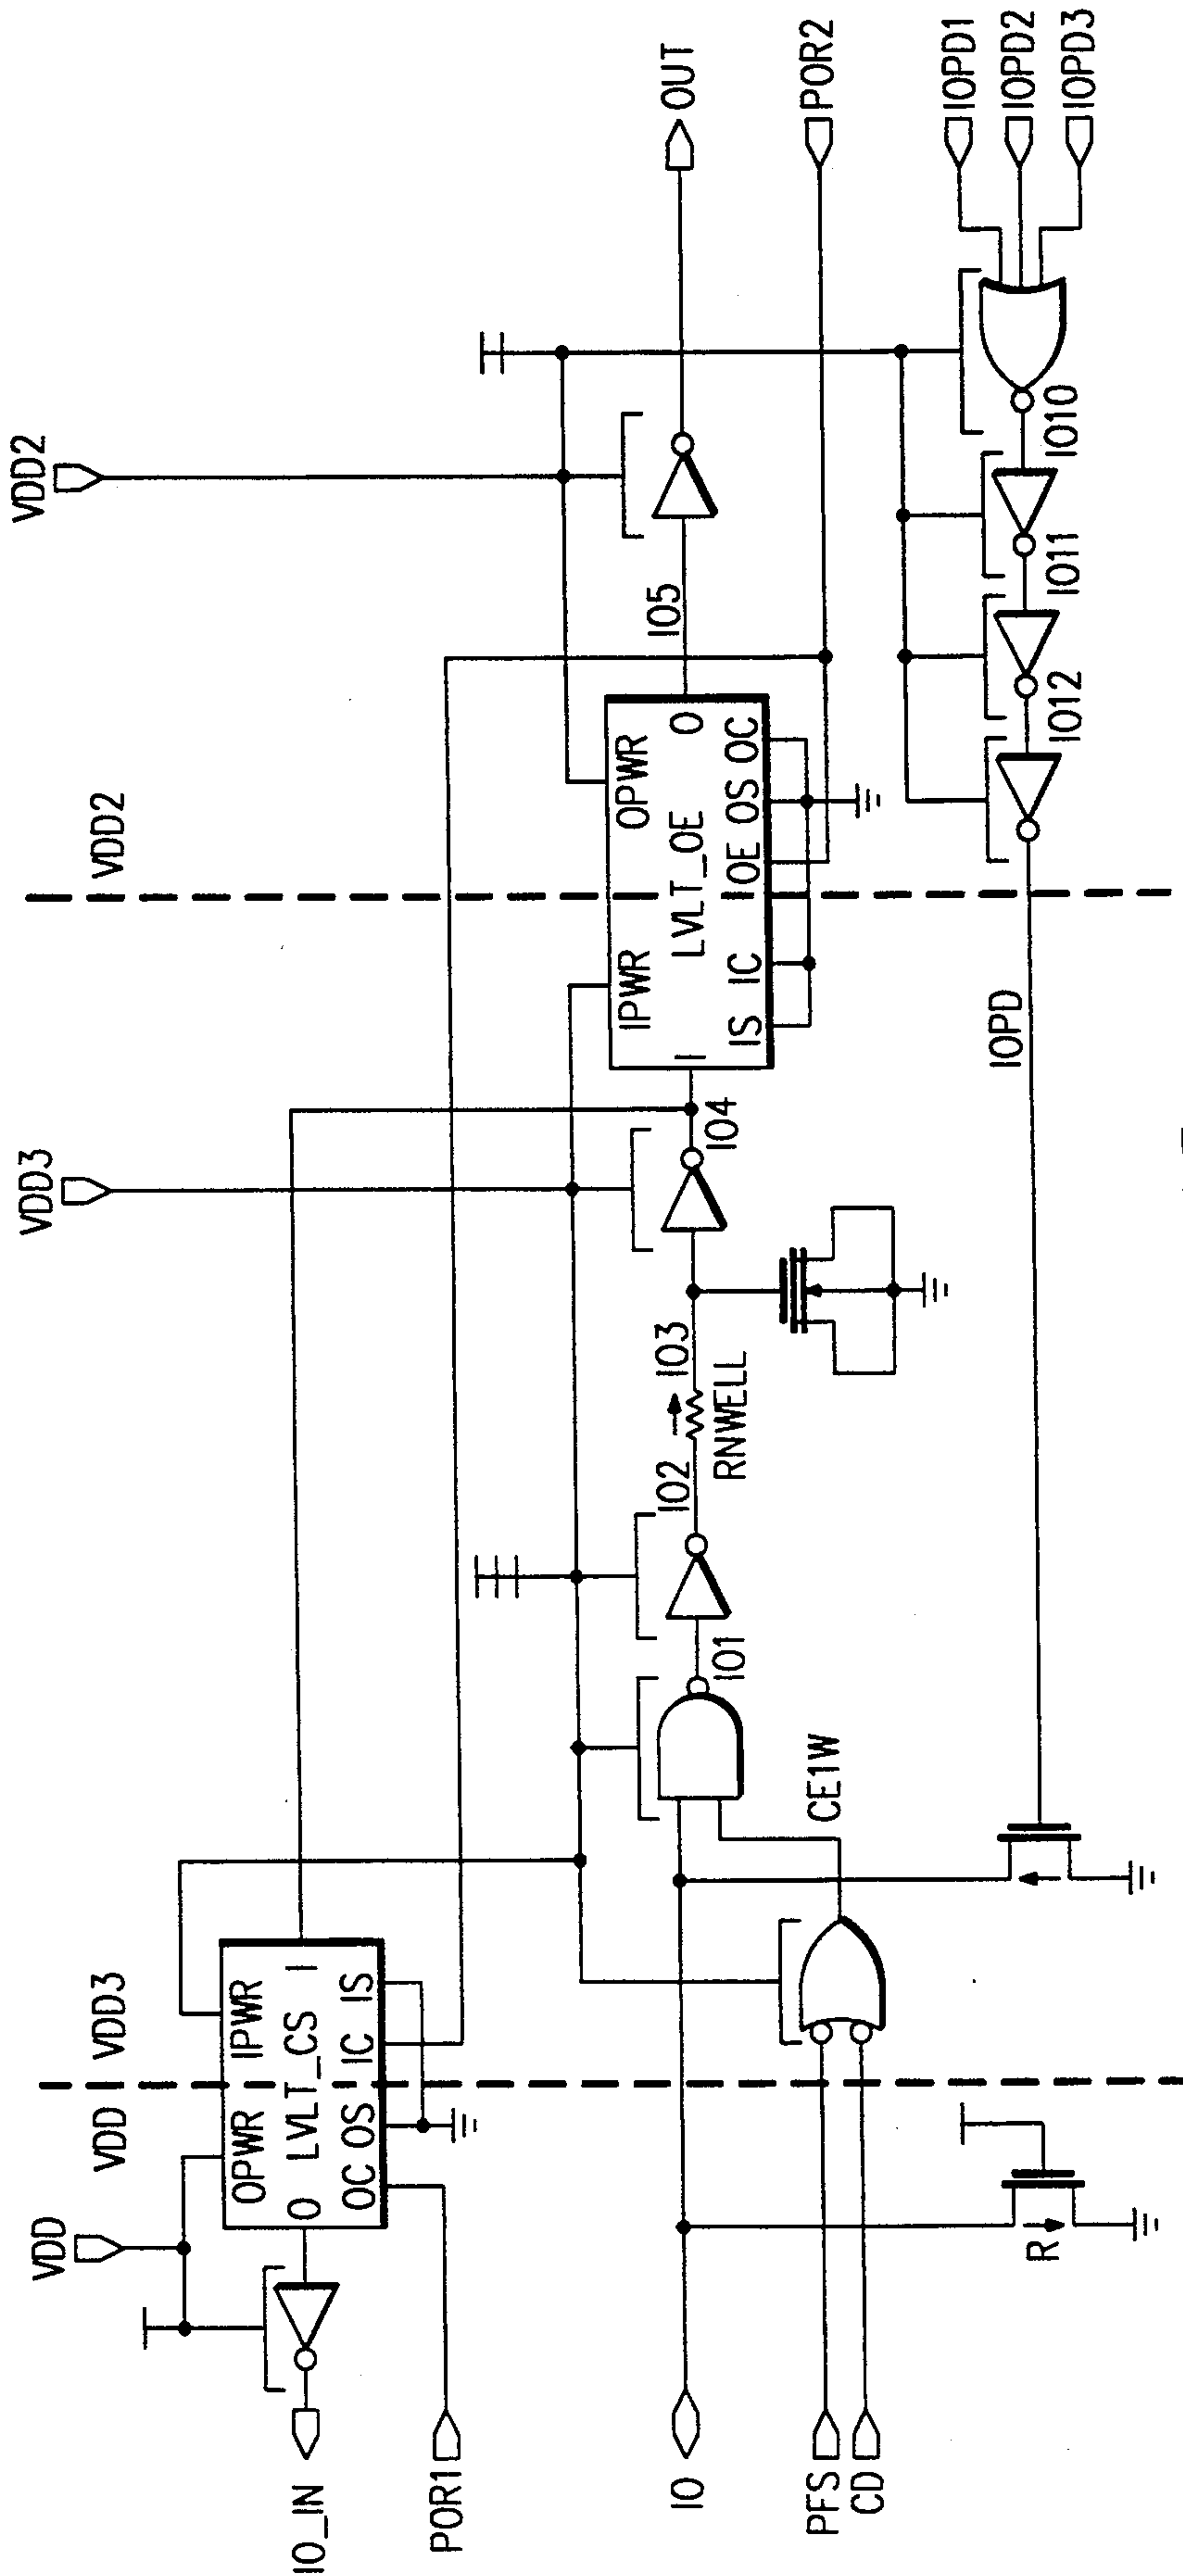 VDD
VDD3
VDD2
VDD
VDD3
VDD2
OPWR
IPWR
O
LVLT_CS
I
OC
OS
IC
IS
IO_IN
POR1
IO
PFS
CD
R
CE1W
IO1
IO2
RNWELL
IO3
IO4
IPWR
OPWR
I
LVLT_OE
O
IS
IC
OE
OS
OC
IO5
OUT
POR2
IOPD
IO12
IO11
IO10
IOPD1
IOPD2
IOPD3